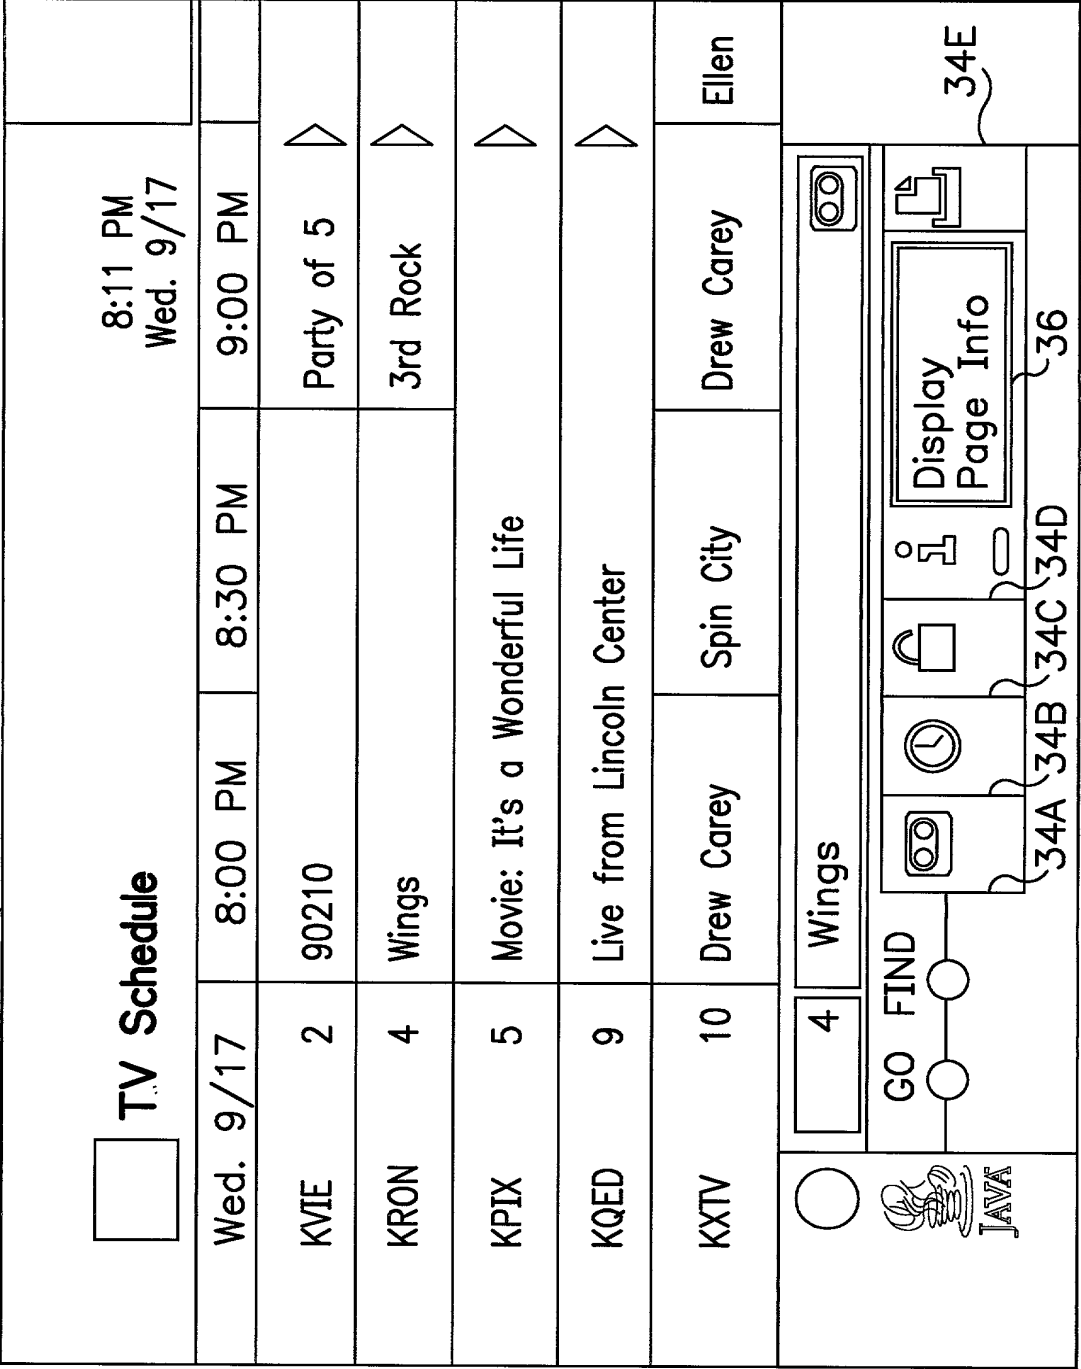 8:11 PM
TV Schedule Wed. 9/17
Wed. 9/17 8:00 PM 8:30 PM 9:00 PM
KVIE 2 90210 Party of 5
KRON 4 Wings 3rd Rock
KPIX 5 Movie: It's a Wonderful Life
KQED 9 Live from Lincoln Center
KXTV 10 Drew Carey Spin City Drew Carey Ellen
4 Wings
GO FIND
Display
Page Info
JAVA
34A 34B 34C 34D 36 34E